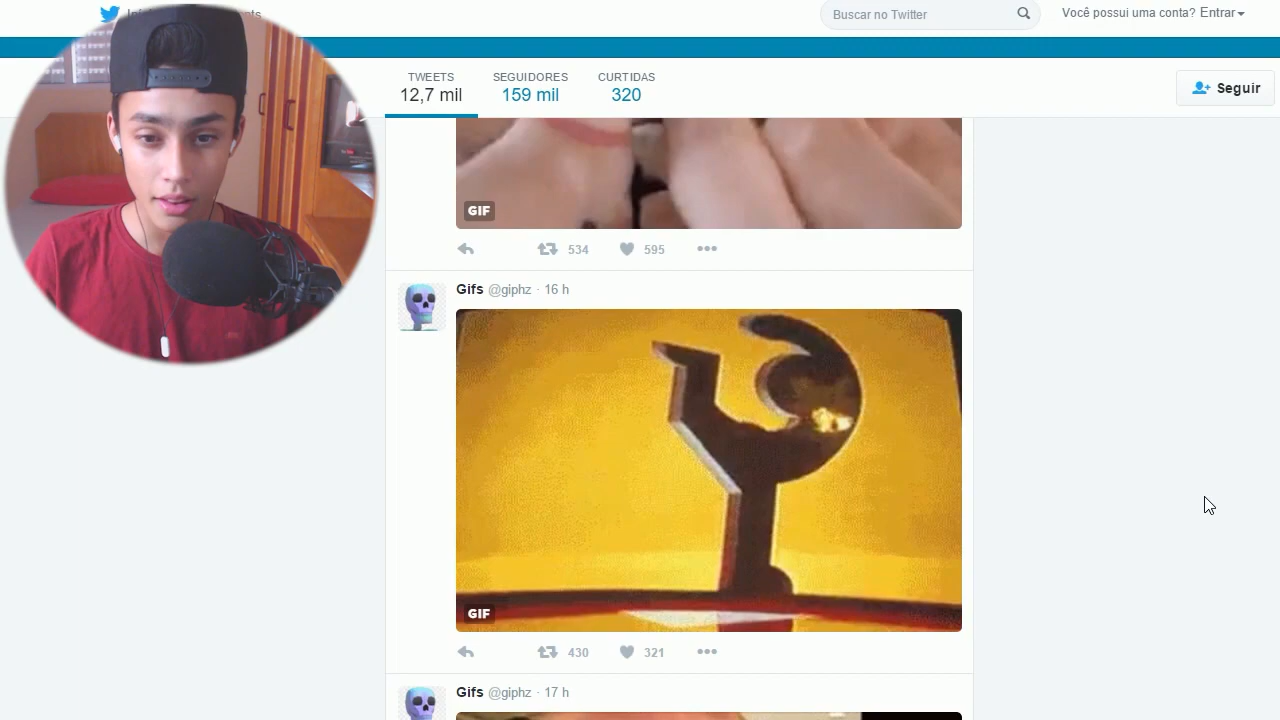 Buscar no Twitter
Você possui uma conta? Entrar
TWEETS
12,7 mil
SEGUIDORES
159 mil
CURTIDAS
320
Seguir
GIF
534
595
Gifs @giphz · 16 h
GIF
430
321
Gifs @giphz · 17 h